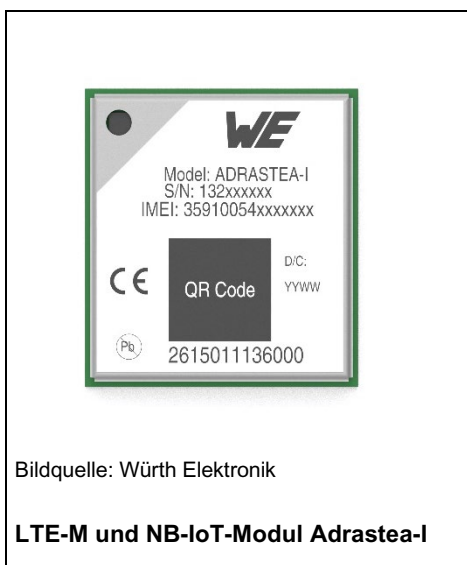 WE
Model: ADRASTEA-I
S/N: 132xxxxxx
IMEI: 35910054xxxxxxx
D/C:
CE
QR Code
YYWW
Pb
2615011136000
Bildquelle: Würth Elektronik
LTE-M und NB-IoT-Modul Adrastea-I